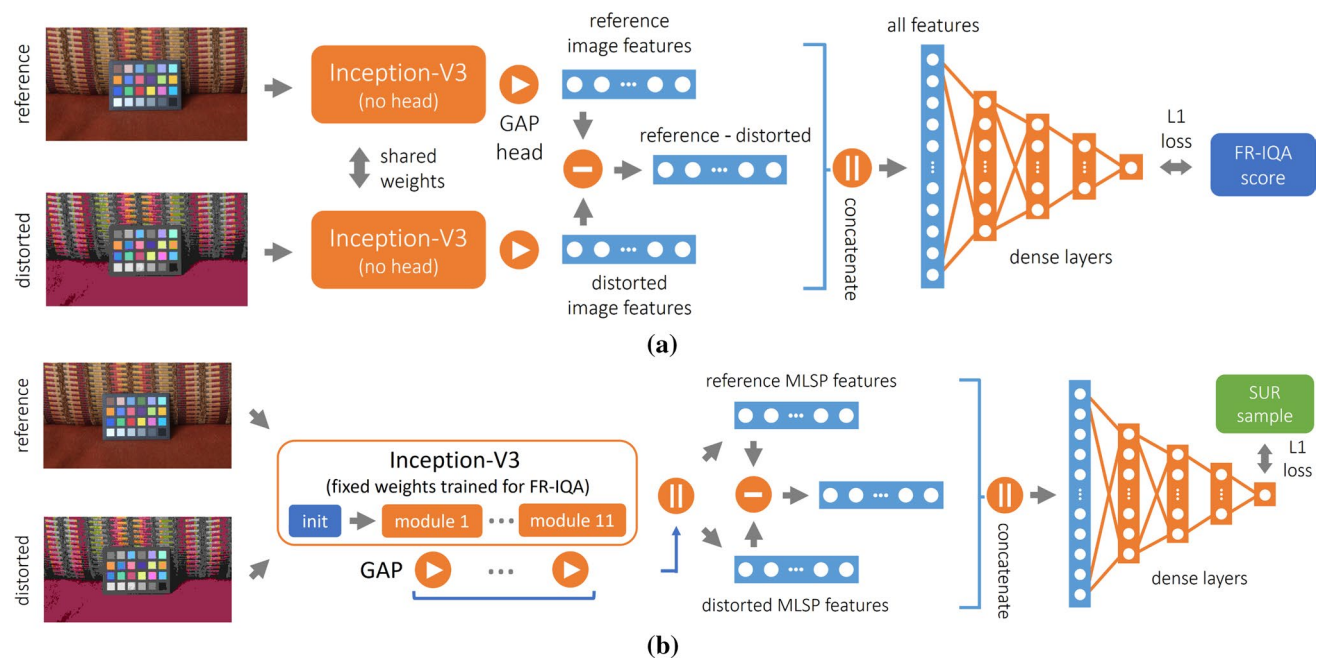 reference
Inception-V3
(no head)
GAP
head
reference
image features
shared
weights
reference - distorted
distorted
Inception-V3
(no head)
distorted
image features
concatenate
all features
dense layers
L1
loss
FR-IQA
score
(a)
reference
distorted
Inception-V3
(fixed weights trained for FR-IQA)
init
module 1
module 11
GAP
reference MLSP features
distorted MLSP features
concatenate
dense layers
SUR
sample
L1
loss
(b)